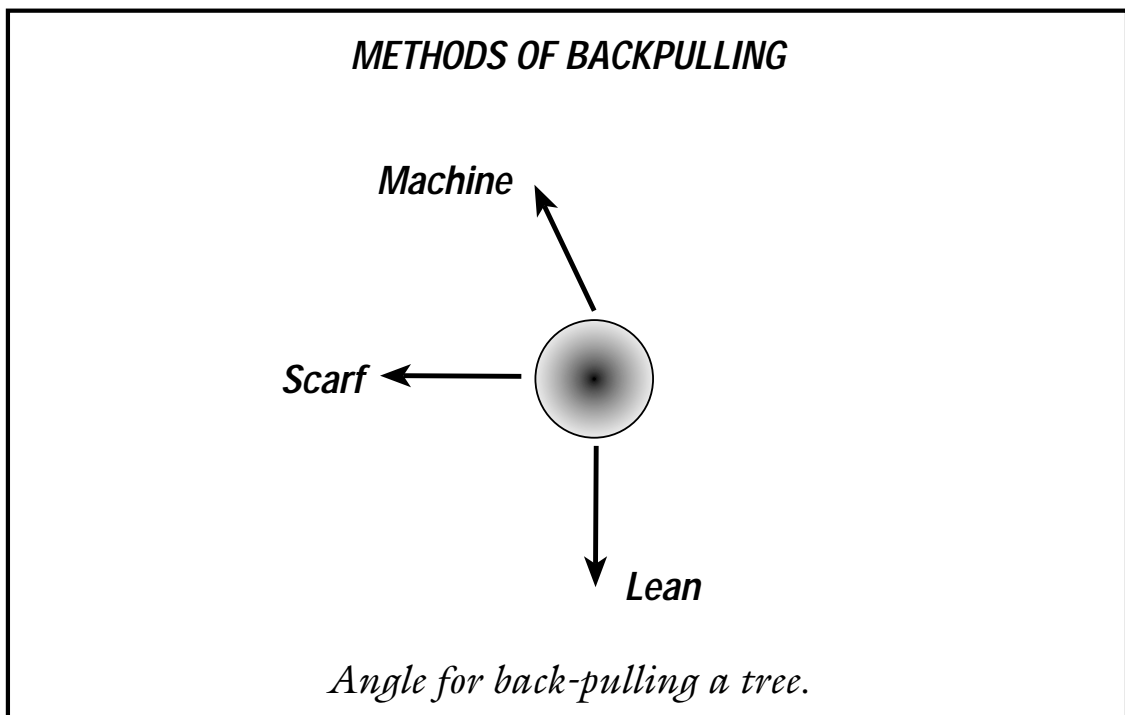 METHODS OF BACKPULLING
Machine
Scarf
Lean
Angle for back-pulling a tree.